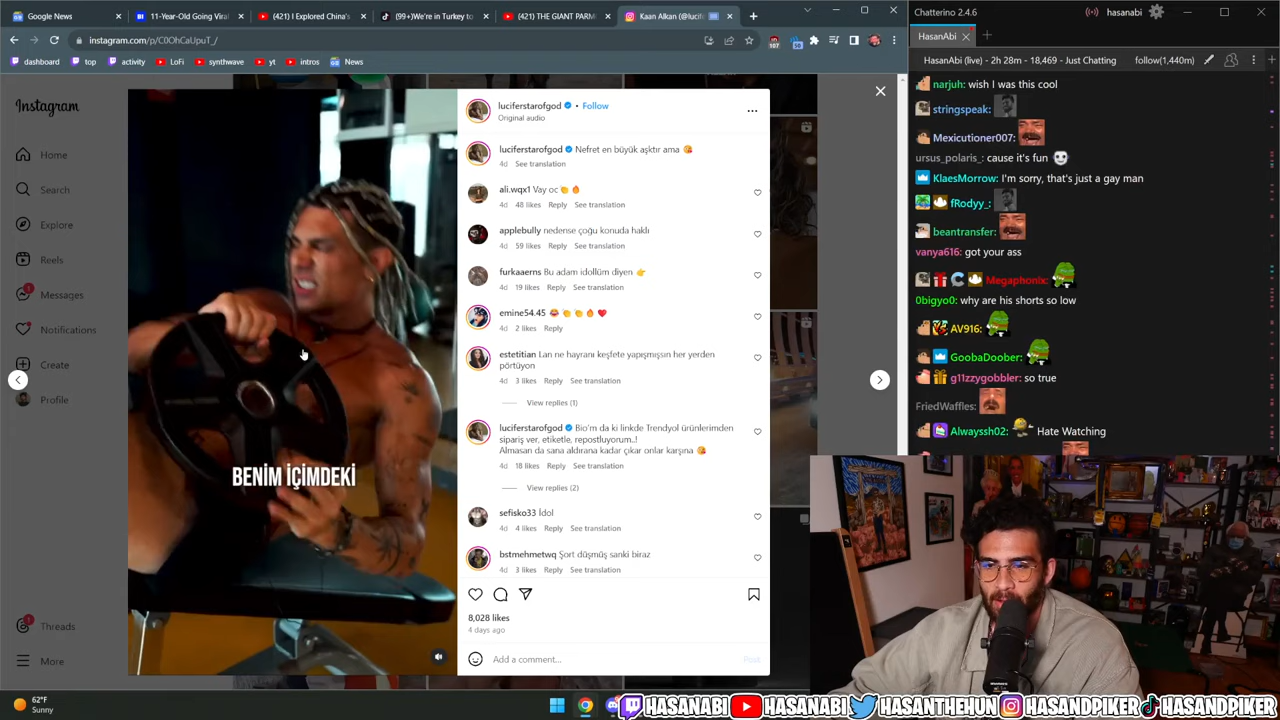 Google News
11-Year-Old Going Viral
(421) I Explored China's
(99+)We're in Turkey to
(421) THE GIANT PARM
Kaan Alkan (@lucife
instagram.com/p/C0OhCaUpuT_/
dashboard
top
activity
LoFi
synthwave
yt
intros
News
Instagram
Home
Search
Explore
Reels
Messages
Notifications
Create
Profile
Threads
More
BENİM İÇİMDEKİ
luciferstarofgod • Follow
Original audio
luciferstarofgod Nefret en büyük aşktır ama 😘
4d See translation
ali.wqx1 Vay oc 👏 🔥
4d 48 likes Reply See translation
applebully nedense çoğu konuda haklı
4d 59 likes Reply See translation
furkaaerns Bu adam idollüm diyen 👉
4d 19 likes Reply See translation
emine54.45 😂 👏 👏 🔥 ❤️
4d 2 likes Reply
estetitian Lan ne hayranı keşfete yapışmışsın her yerden
pörtüyon
4d 3 likes Reply See translation
View replies (1)
luciferstarofgod Bio'm da ki linkde Trendyol ürünlerimden
sipariş ver, etiketle, repostluyorum..!
Almasan da sana aldırana kadar çıkar onlar karşına 😘
4d 18 likes Reply See translation
View replies (2)
sefisko33 İdol
4d 4 likes Reply See translation
bstmehmetwq Şort düşmüş sanki biraz
4d 3 likes Reply See translation
8,028 likes
4 days ago
Add a comment...
Post
Chatterino 2.4.6
hasanabi
HasanAbi
HasanAbi (live) - 2h 28m - 18,469 - Just Chatting
follow(1,440m)
narjuh: wish I was this cool
stringspeak:
Mexicutioner007:
ursus_polaris_: cause it's fun
KlaesMorrow: I'm sorry, that's just a gay man
fRodyy_:
beantransfer:
vanya616: got your ass
Megaphonix:
0bigyo0: why are his shorts so low
AV916:
GoobaDoober:
g11zzygobbler: so true
FriedWaffles:
Alwayssh02: Hate Watching
62°F
Sunny
HASANABI
HASANABI
HASANTHEHUN
HASANDPIKER
HASANDPIKER